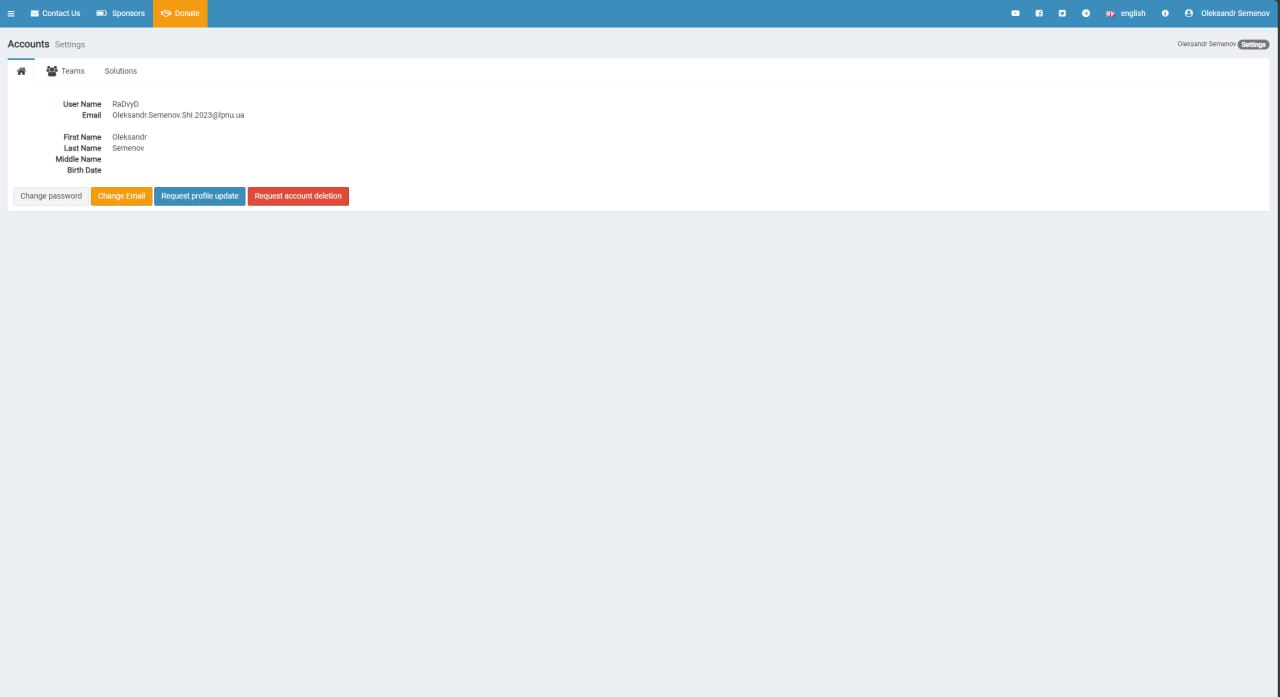 Contact Us Sponsors Donate english Oleksandr Semenov
Accounts Settings Oleksandr Semenov Settings
Teams Solutions
User Name RaDvyD
Email Oleksandr.Semenov.ShI.2023@lpnu.ua
First Name Oleksandr
Last Name Semenov
Middle Name
Birth Date
Change password Change Email Request profile update Request account deletion